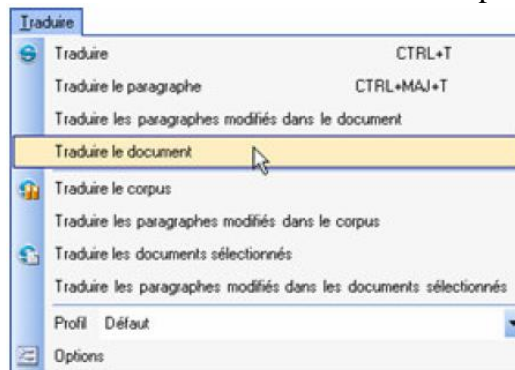 Traduire
Traduire CTRL+T
Traduire le paragraphe CTRL+MAJ+T
Traduire les paragraphes modifiés dans le document
Traduire le document
Traduire le corpus
Traduire les paragraphes modifiés dans le corpus
Traduire les documents sélectionnés
Traduire les paragraphes modifiés dans les documents sélectionnés
Profil Défaut
Options